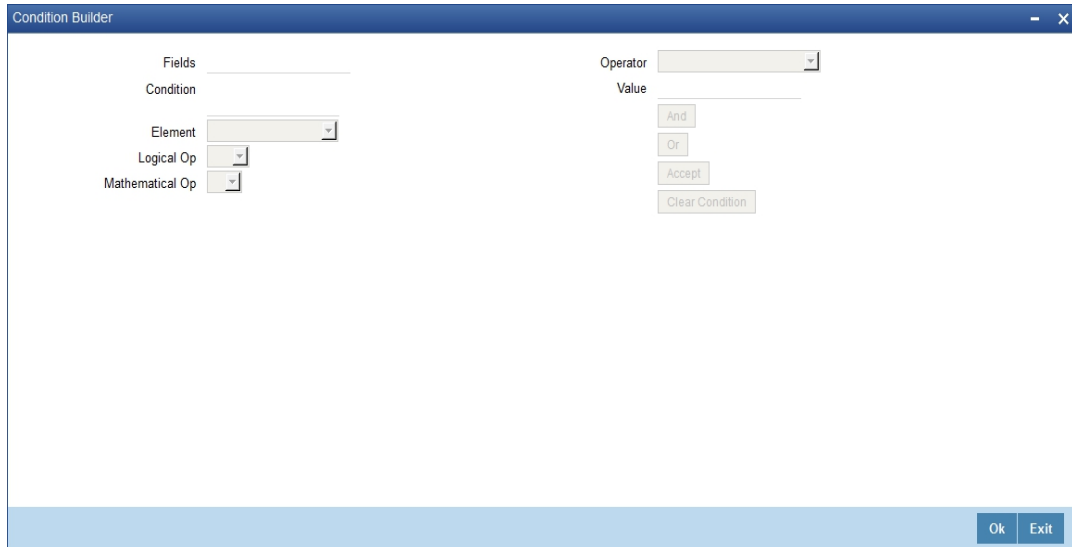 Condition Builder
Fields
Condition
Element
Logical Op
Mathematical Op
Operator
Value
And
Or
Accept
Clear Condition
Ok
Exit